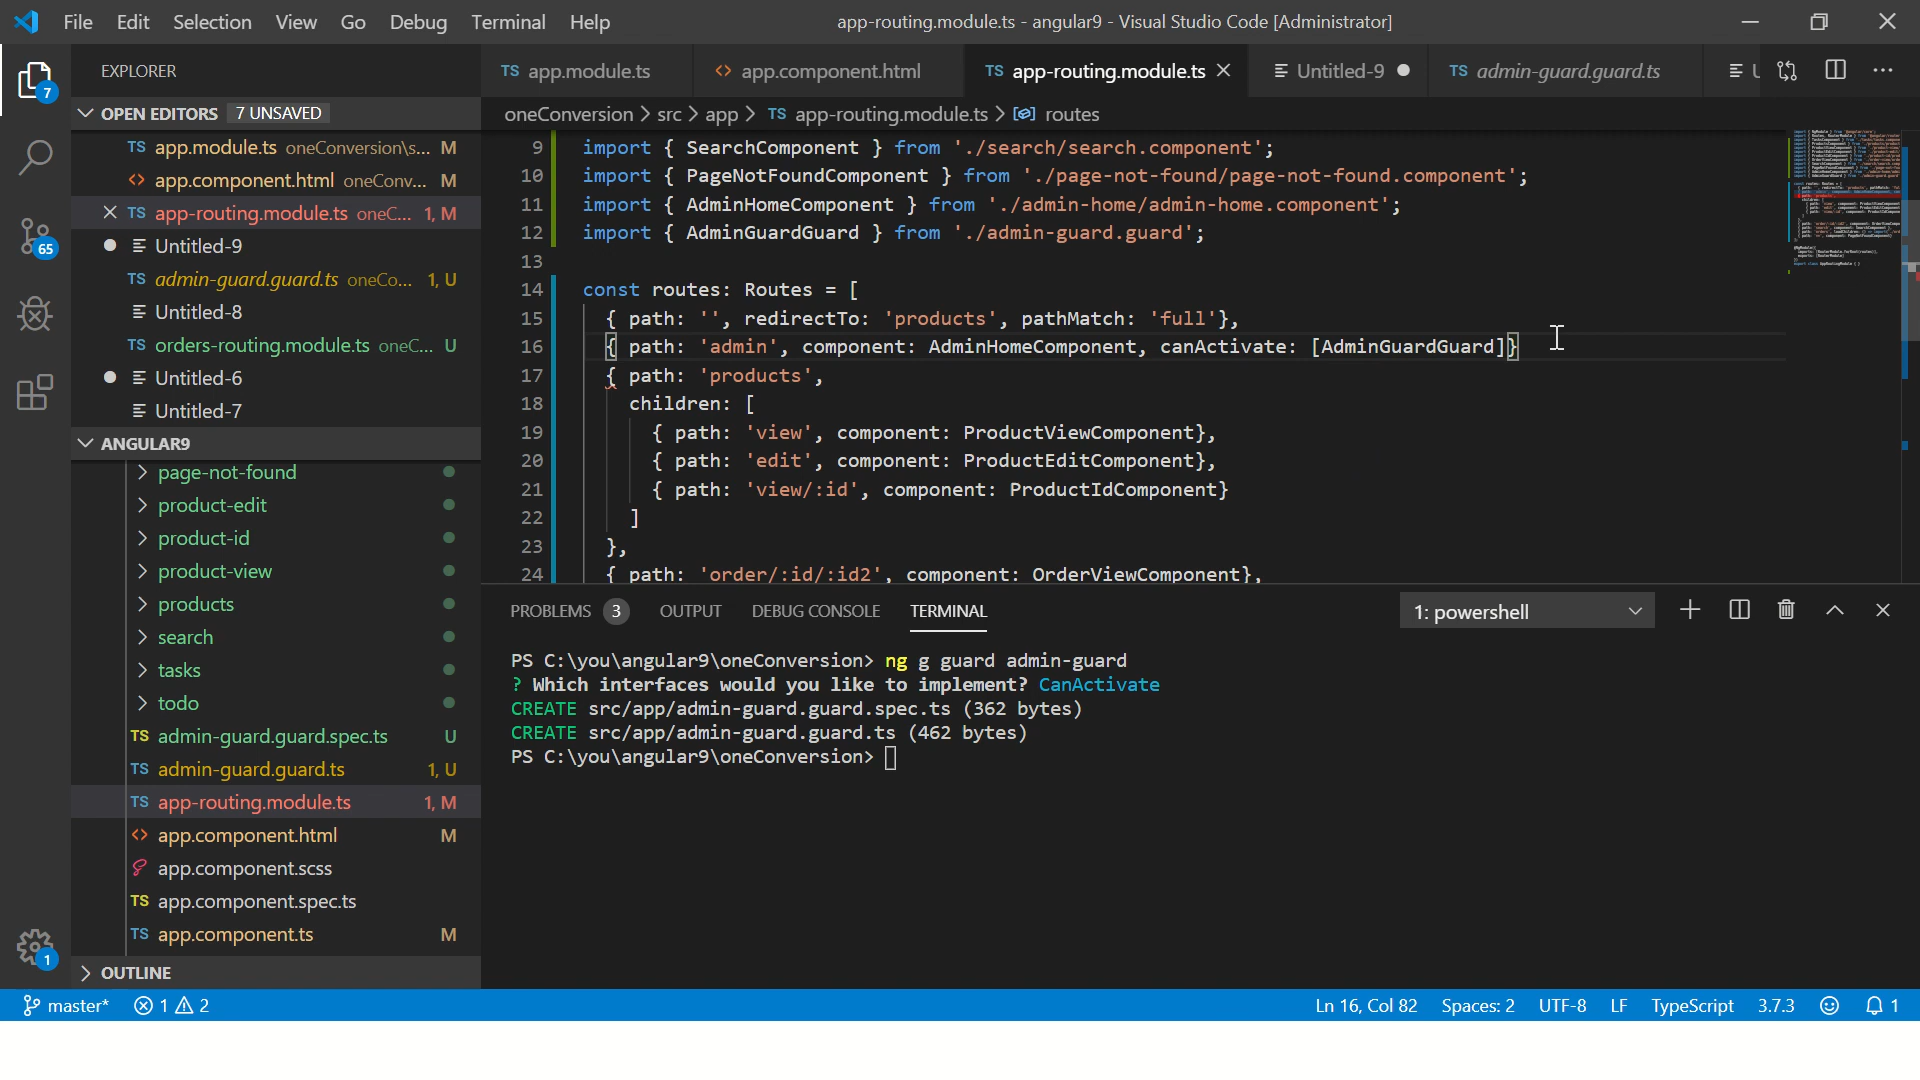 File Edit Selection View Go Debug Terminal Help
app-routing.module.ts - angular9 - Visual Studio Code [Administrator]
EXPLORER
TS app.module.ts
<> app.component.html
TS app-routing.module.ts
Untitled-9
TS admin-guard.guard.ts
7
OPEN EDITORS 7 UNSAVED
oneConversion > src > app > TS app-routing.module.ts > routes
TS app.module.ts oneConversion\s... M
<> app.component.html oneConv... M
TS app-routing.module.ts oneC... 1, M
Untitled-9
TS admin-guard.guard.ts oneCo... 1, U
Untitled-8
TS orders-routing.module.ts oneC... U
Untitled-6
Untitled-7
65
ANGULAR9
page-not-found
product-edit
product-id
product-view
products
search
tasks
todo
TS admin-guard.guard.spec.ts U
TS admin-guard.guard.ts 1, U
TS app-routing.module.ts 1, M
<> app.component.html M
app.component.scss
TS app.component.spec.ts
TS app.component.ts M
1
OUTLINE
9 import { SearchComponent } from './search/search.component';
10 import { PageNotFoundComponent } from './page-not-found/page-not-found.component';
11 import { AdminHomeComponent } from './admin-home/admin-home.component';
12 import { AdminGuardGuard } from './admin-guard.guard';
13
14 const routes: Routes = [
15 { path: '', redirectTo: 'products', pathMatch: 'full'},
16 { path: 'admin', component: AdminHomeComponent, canActivate: [AdminGuardGuard]}
17 { path: 'products',
18 children: [
19 { path: 'view', component: ProductViewComponent},
20 { path: 'edit', component: ProductEditComponent},
21 { path: 'view/:id', component: ProductIdComponent}
22 ]
23 },
24 { path: 'order/:id/:id2', component: OrderViewComponent},
PROBLEMS 3 OUTPUT DEBUG CONSOLE TERMINAL
1: powershell
PS C:\you\angular9\oneConversion> ng g guard admin-guard
? Which interfaces would you like to implement? CanActivate
CREATE src/app/admin-guard.guard.spec.ts (362 bytes)
CREATE src/app/admin-guard.guard.ts (462 bytes)
PS C:\you\angular9\oneConversion>
master* 1 2
Ln 16, Col 82 Spaces: 2 UTF-8 LF TypeScript 3.7.3 1